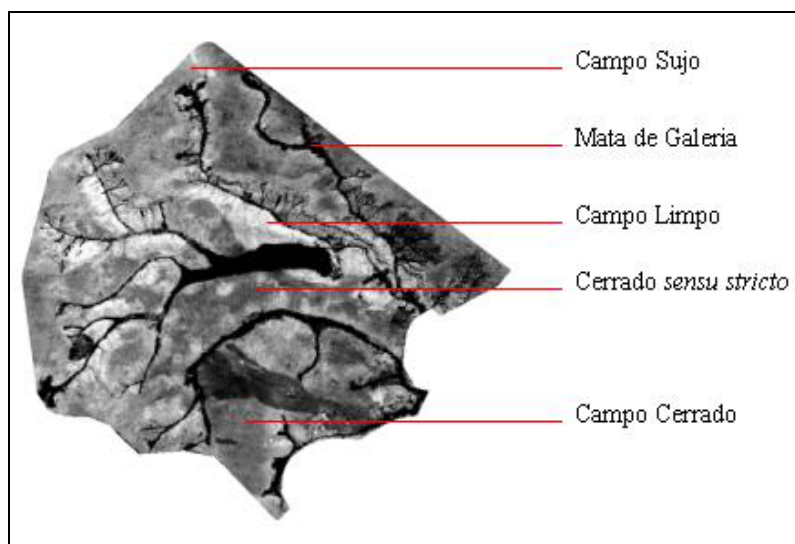 Campo Sujo
Mata de Galeria
Campo Limpo
Cerrado sensu stricto
Campo Cerrado